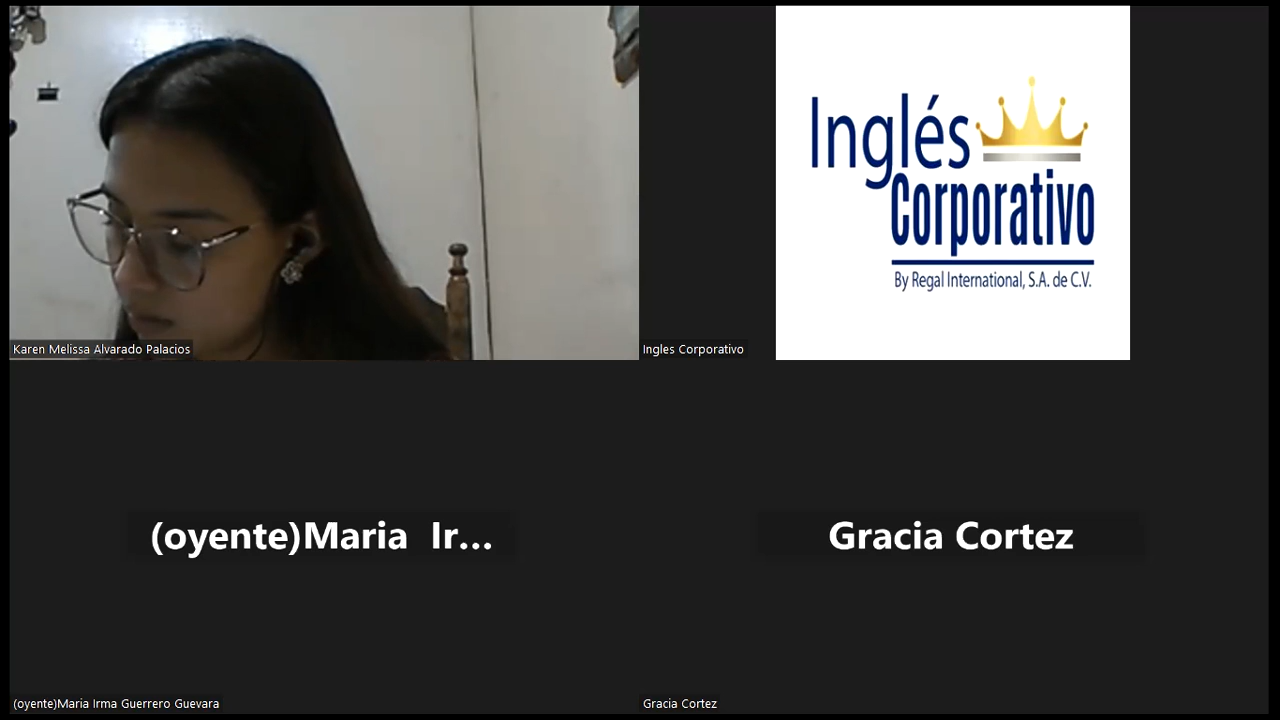 Inglés
Corporativo
By Regal International, S.A. de C.V.
Karen Melissa Alvarado Palacios
Ingles Corporativo
(oyente)Maria Ir...
Gracia Cortez
(oyente)Maria Irma Guerrero Guevara
Gracia Cortez